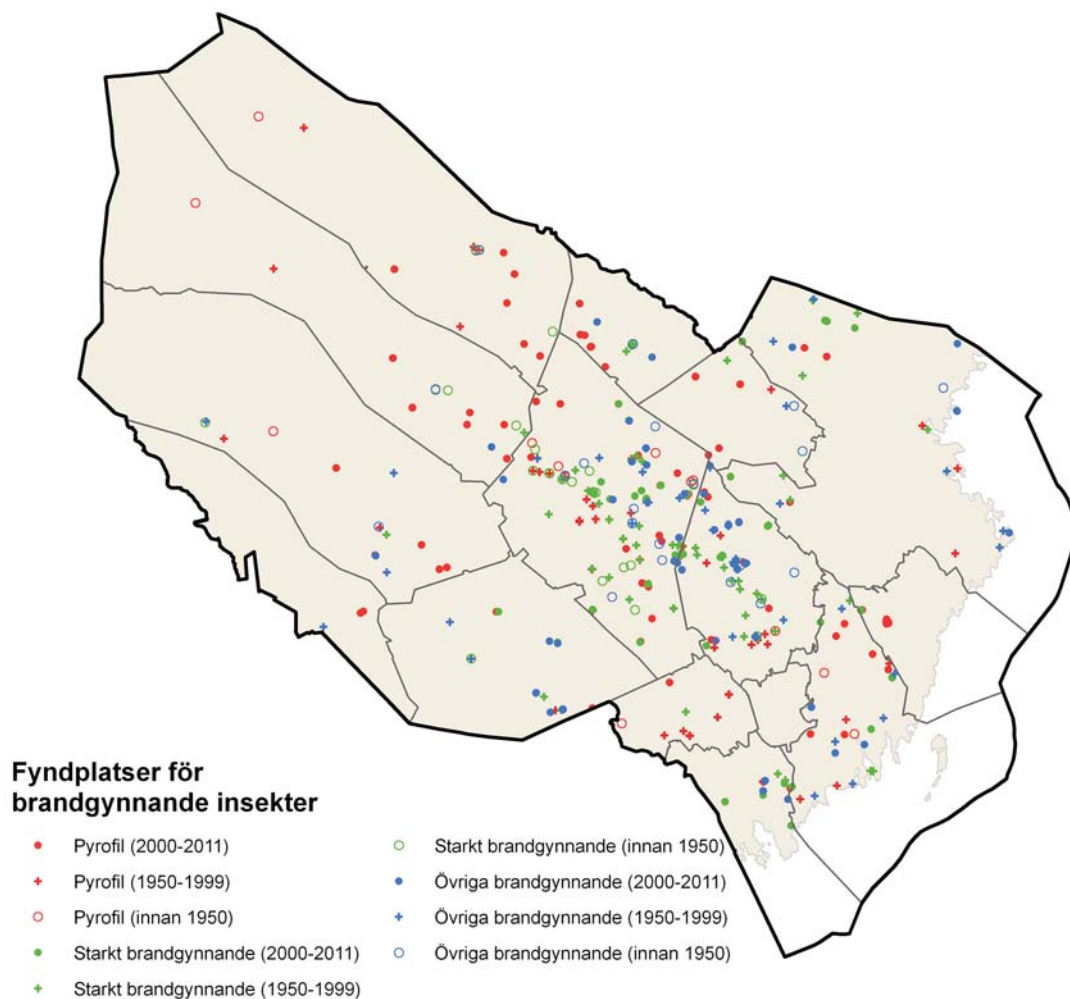 Fyndplatser för
brandgynnande insekter
Pyrofil (2000-2011)
Pyrofil (1950-1999)
Pyrofil (innan 1950)
Starkt brandgynnande (2000-2011)
Starkt brandgynnande (1950-1999)
Starkt brandgynnande (innan 1950)
Övriga brandgynnande (2000-2011)
Övriga brandgynnande (1950-1999)
Övriga brandgynnande (innan 1950)